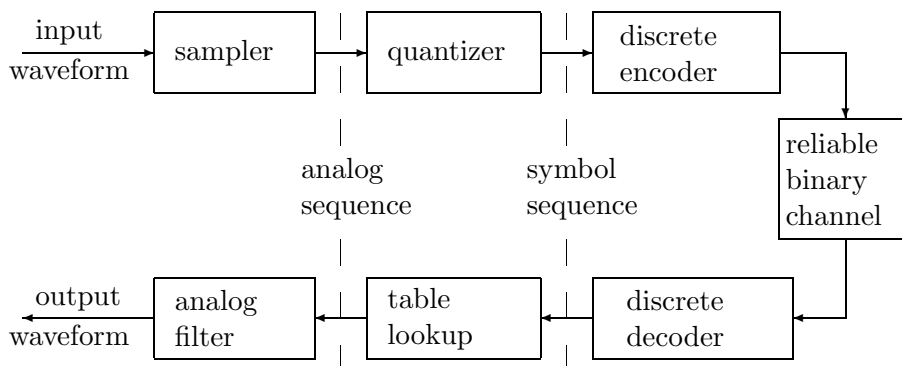 input
waveform
sampler
quantizer
discrete
encoder
reliable
binary
channel
analog
sequence
symbol
sequence
output
waveform
analog
filter
table
lookup
discrete
decoder